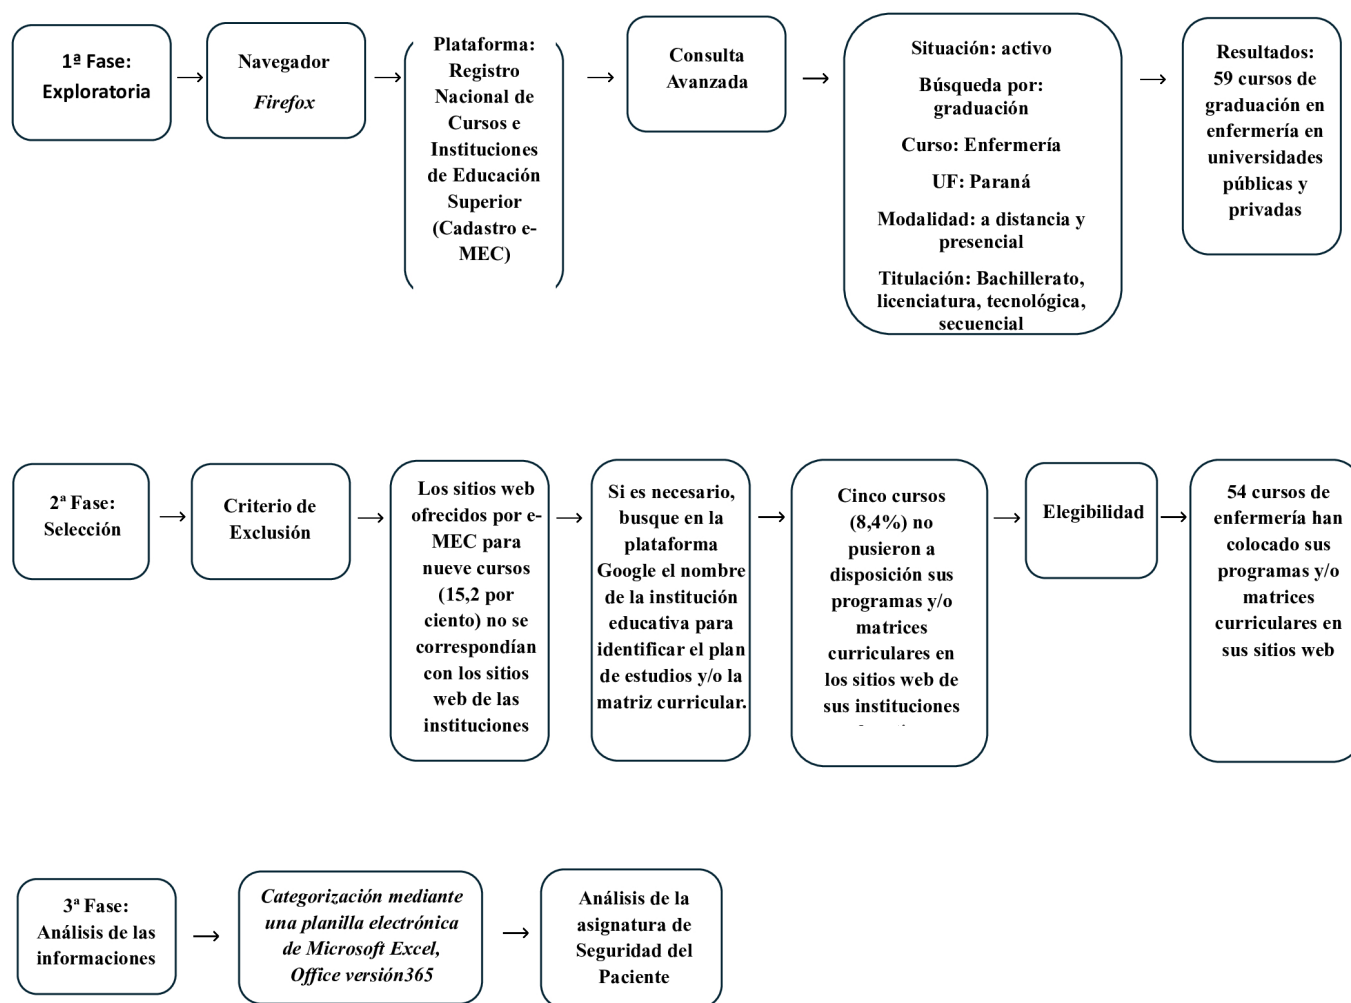 1ª Fase:
Exploratoria
Navegador
Firefox
Plataforma:
Registro
Nacional de
Cursos e
Instituciones
de Educación
Superior
(Cadastro e-
MEC)
Consulta
Avanzada
Situación: activo
Búsqueda por:
graduación
Curso: Enfermería
UF: Paraná
Modalidad: a distancia y
presencial
Titulación: Bachillerato,
licenciatura, tecnológica,
secuencial
Resultados:
59 cursos de
graduación en
enfermería en
universidades
públicas y
privadas
2ª Fase:
Selección
Criterio de
Exclusión
Los sitios web
ofrecidos por e-
MEC para
nueve cursos
(15,2 por
ciento) no se
correspondían
con los sitios
web de las
instituciones
Si es necesario,
busque en la
plataforma
Google el nombre
de la institución
educativa para
identificar el plan
de estudios y/o la
matriz curricular.
Cinco cursos
(8,4%) no
pusieron a
disposición sus
programas y/o
matrices
curriculares en
los sitios web de
sus instituciones
Elegibilidad
54 cursos de
enfermería han
colocado sus
programas y/o
matrices
curriculares en
sus sitios web
3ª Fase:
Análisis de las
informaciones
Categorización mediante
una planilla electrónica
de Microsoft Excel,
Office versión365
Análisis de la
asignatura de
Seguridad del
Paciente